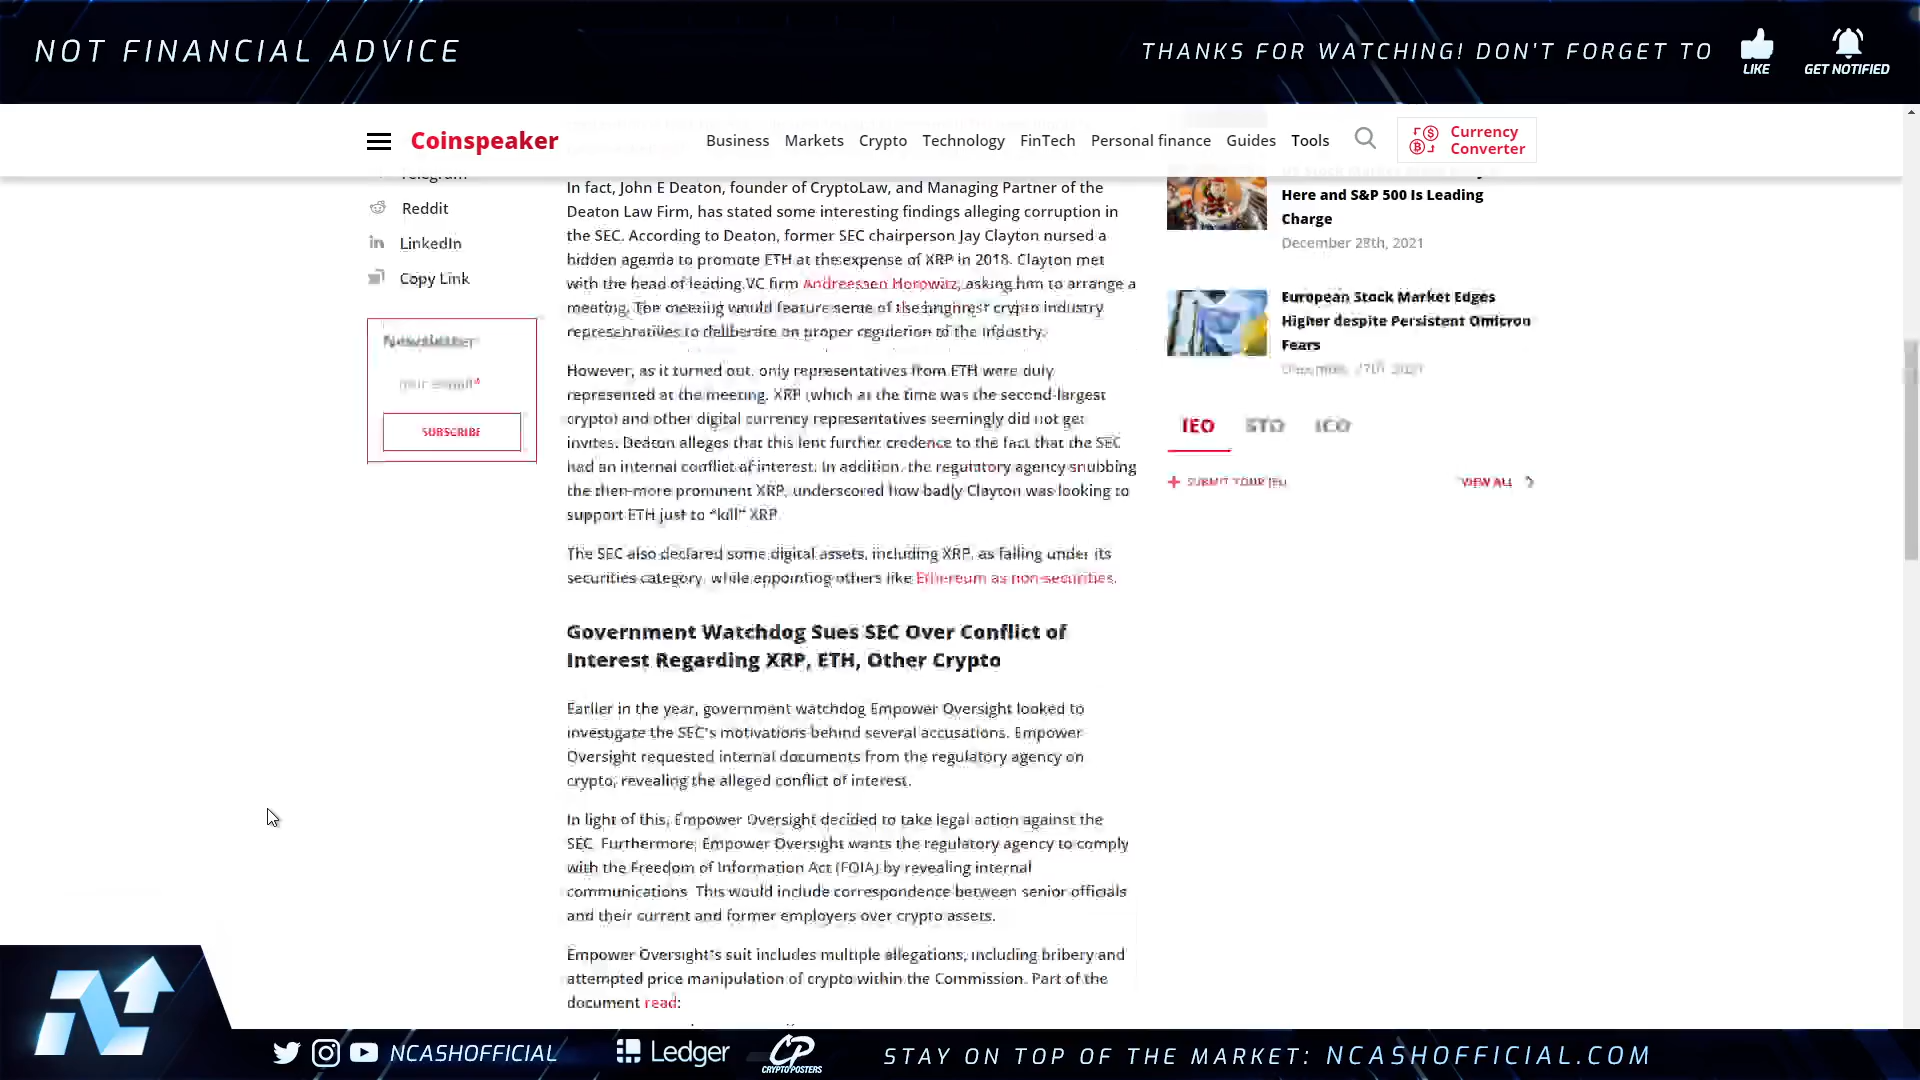 NOT FINANCIAL ADVICE
THANKS FOR WATCHING! DON'T FORGET TO
LIKE
GET NOTIFIED
Coinspeaker
Business
Markets
Crypto
Technology
FinTech
Personal finance
Guides
Tools
Currency
Converter
Telegram
Reddit
LinkedIn
Copy Link
Newsletter
Your email*
SUBSCRIBE
In fact, John E Deaton, founder of CryptoLaw, and Managing Partner of the
Deaton Law Firm, has stated some interesting findings alleging corruption in
the SEC. According to Deaton, former SEC chairperson Jay Clayton nursed a
hidden agenda to promote ETH at the expense of XRP in 2018. Clayton met
with the head of leading VC firm Andreessen Horowitz, asking him to arrange a
meeting. The meeting would feature some of the biggest crypto industry
representatives to deliberate on proper regulation of the industry.
However, as it turned out, only representatives from ETH were duly
represented at the meeting. XRP (which at the time was the second-largest
crypto) and other digital currency representatives seemingly did not get
invites. Deaton alleges that this lent further credence to the fact that the SEC
had an internal conflict of interest. In addition, the regulatory agency snubbing
the then-more prominent XRP, underscored how badly Clayton was looking to
support ETH just to "kill" XRP.
The SEC also declared some digital assets, including XRP, as falling under its
securities category, while appointing others like Ethereum as non-securities.
Government Watchdog Sues SEC Over Conflict of
Interest Regarding XRP, ETH, Other Crypto
Earlier in the year, government watchdog Empower Oversight looked to
investigate the SEC's motivations behind several accusations. Empower
Oversight requested internal documents from the regulatory agency on
crypto, revealing the alleged conflict of interest.
In light of this, Empower Oversight decided to take legal action against the
SEC. Furthermore, Empower Oversight wants the regulatory agency to comply
with the Freedom of Information Act (FOIA) by revealing internal
communications. This would include correspondence between senior officials
and their current and former employers over crypto assets.
Empower Oversight's suit includes multiple allegations, including bribery and
attempted price manipulation of crypto within the Commission. Part of the
document read:
Here and S&P 500 Is Leading
Charge
December 28th, 2021
European Stock Market Edges
Higher despite Persistent Omicron
Fears
December 27th, 2021
IEO
STO
ICO
+ SUBMIT YOUR IEO
VIEW ALL
NCASHOFFICIAL
Ledger
CP
CRYPTOPOSTERS
STAY ON TOP OF THE MARKET: NCASHOFFICIAL.COM